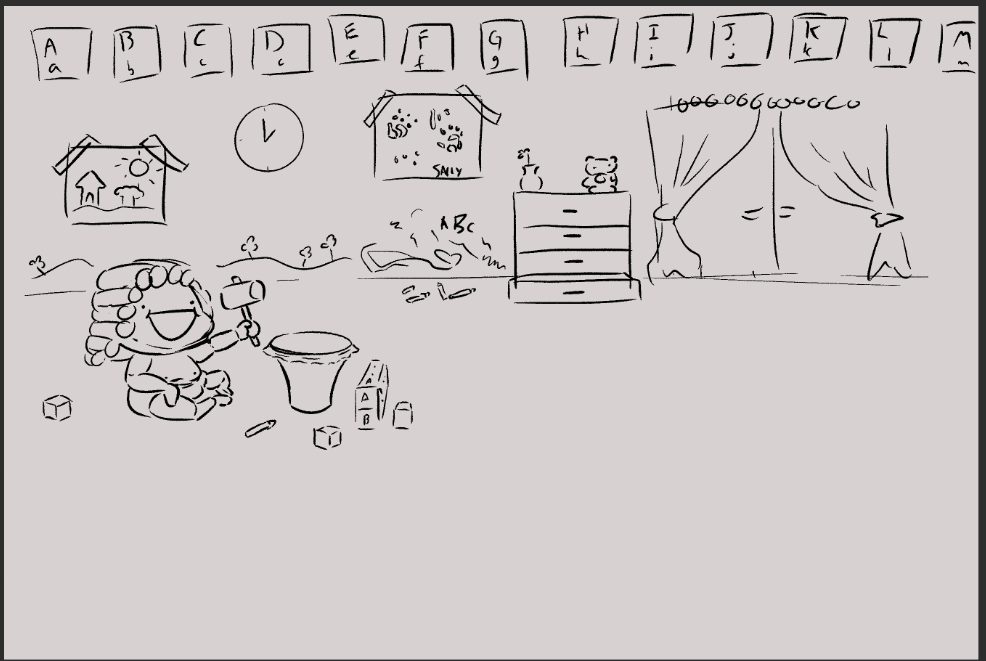 A B C D E F G H I J K L M
a b c c e f g h i j k l m
SALLY
ABC
A
B